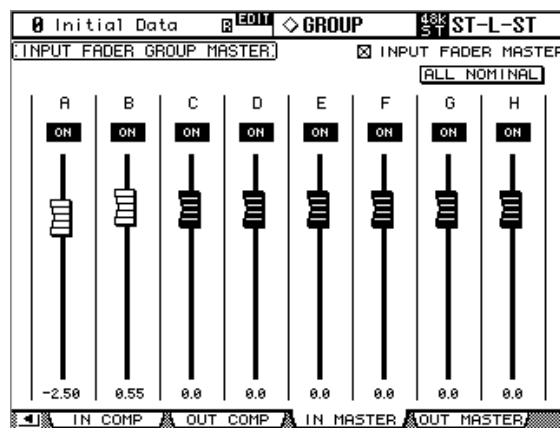 0 Initial Data R EDIT ◇GROUP 48k ST ST-L-ST
INPUT FADER GROUP MASTER
INPUT FADER MASTER
ALL NOMINAL
A B C D E F G H
ON ON ON ON ON ON ON ON
-2.50 0.55 0.0 0.0 0.0 0.0 0.0 0.0
IN COMP OUT COMP IN MASTER OUT MASTER